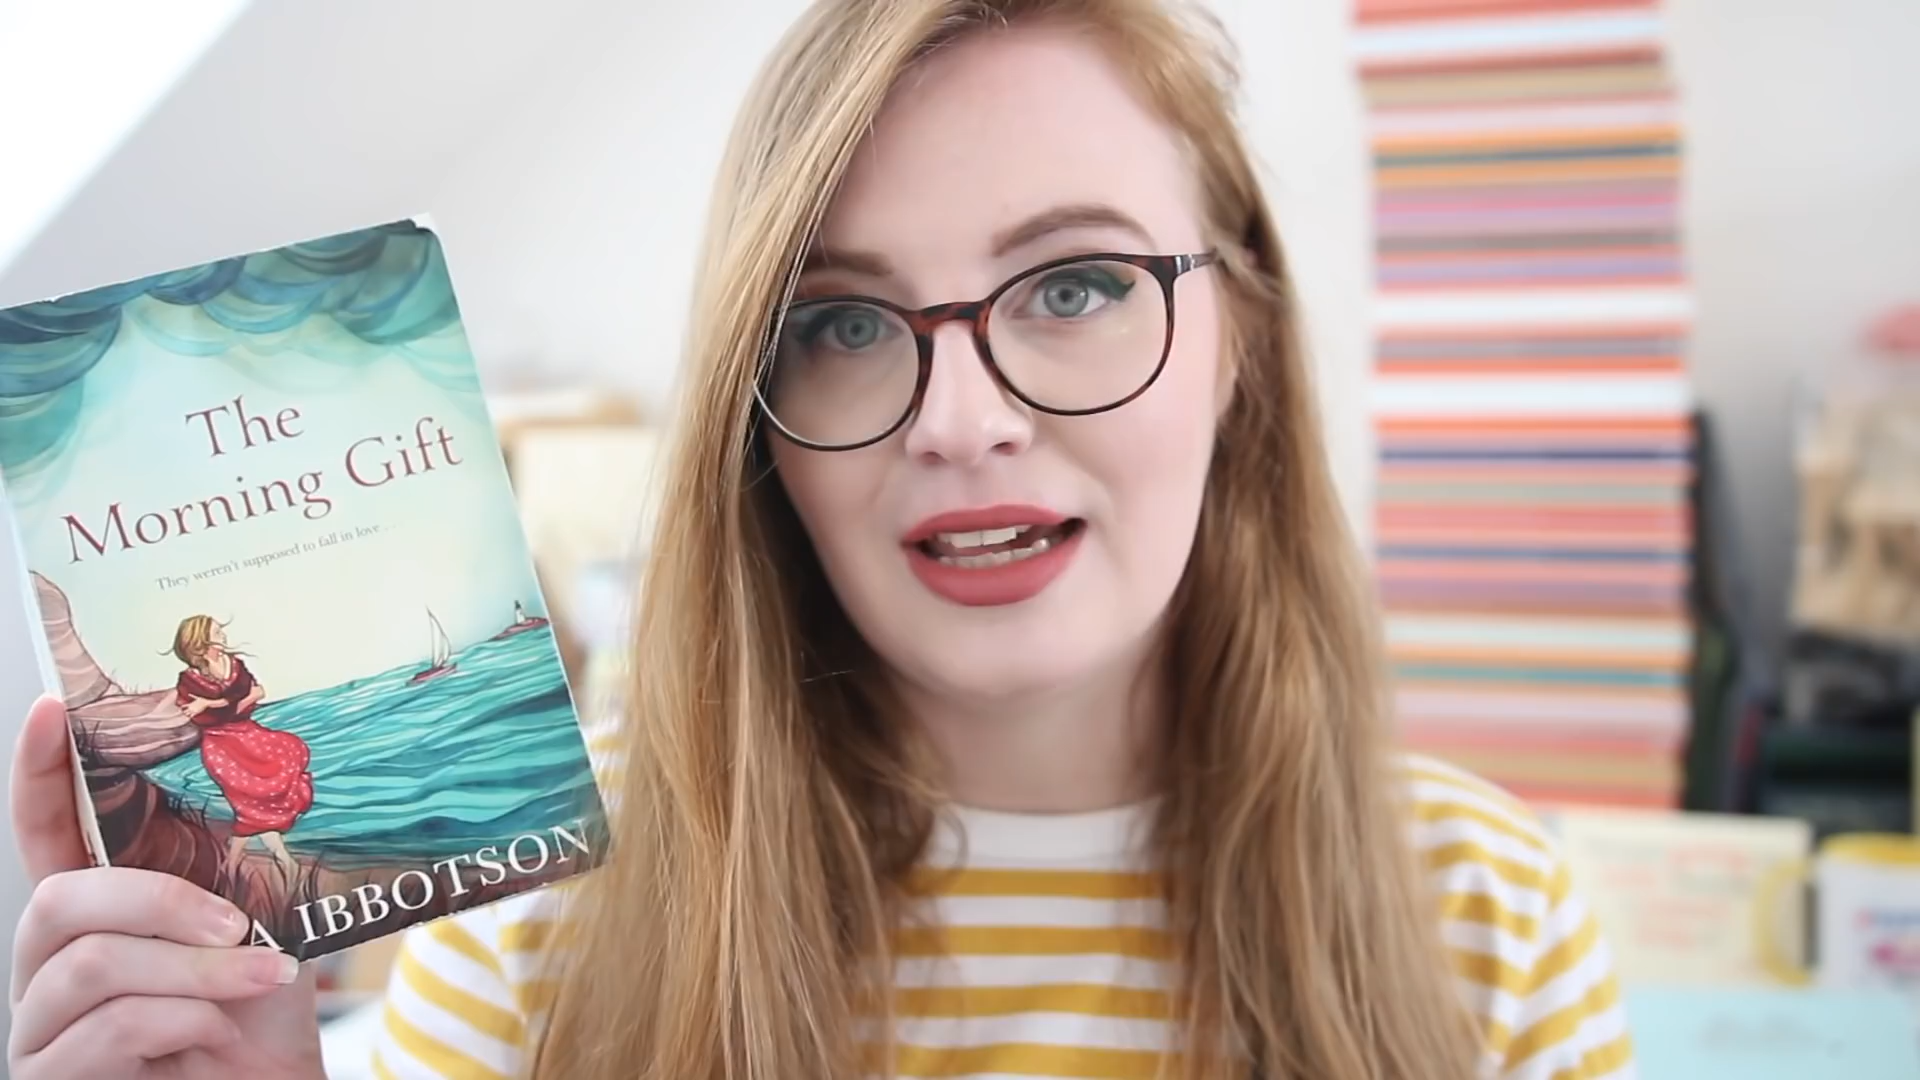 The
Morning Gift
They weren't supposed to fall in love . . .
A IBBOTSON